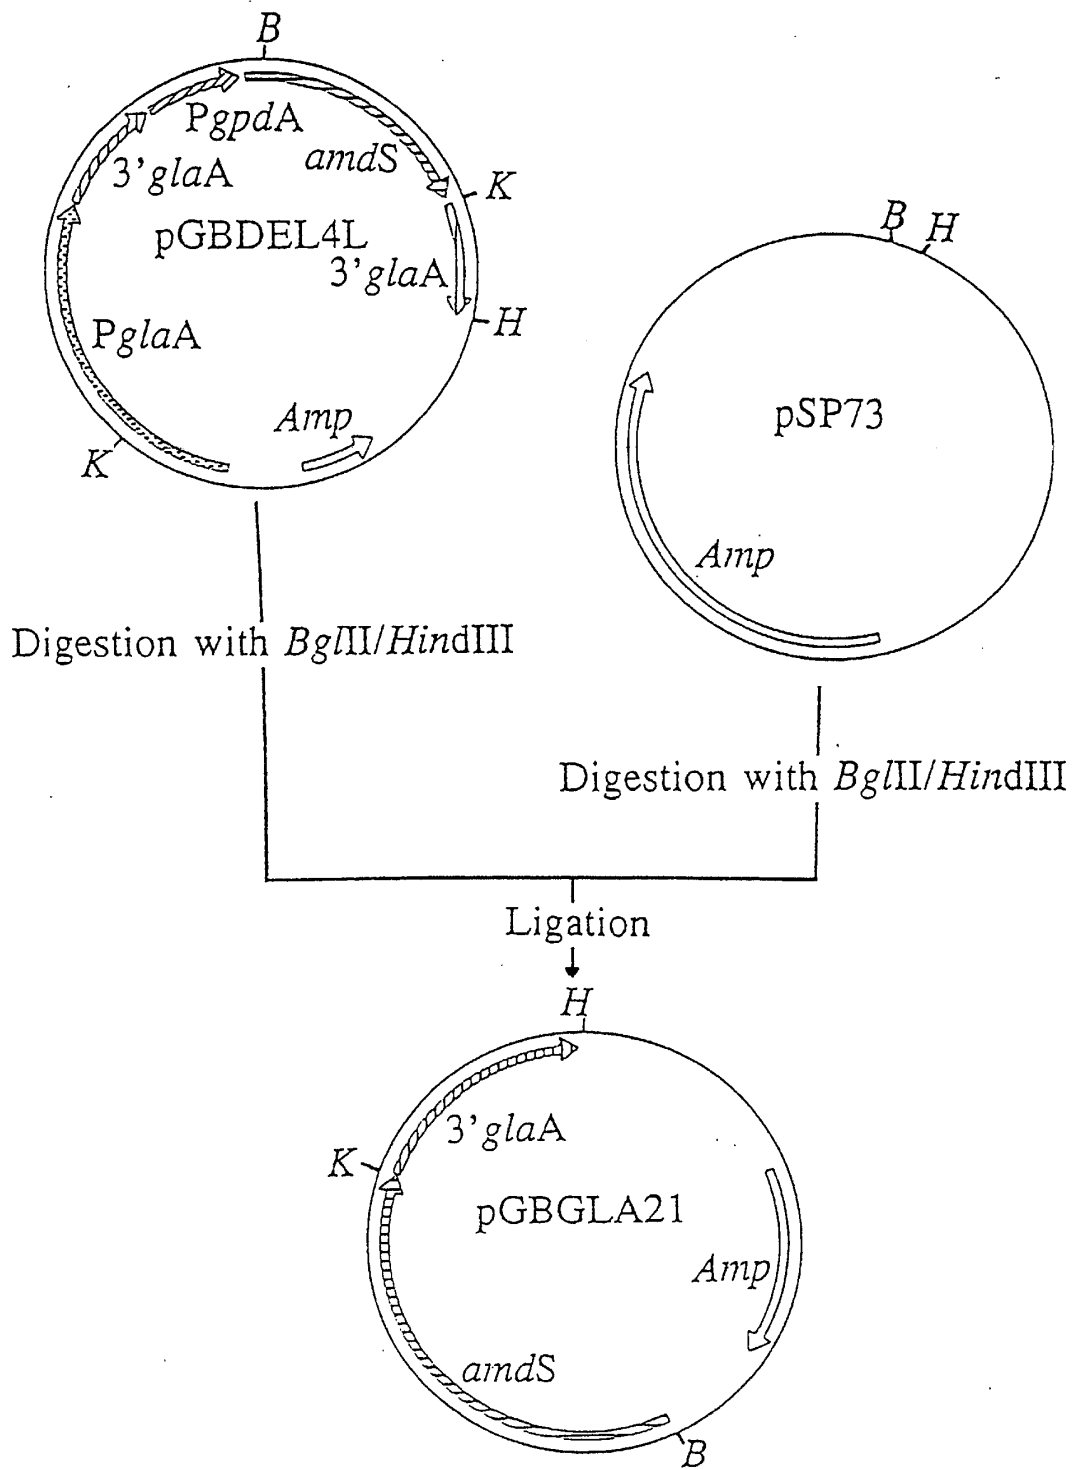 B
PgpdA
amdS
3'glaA
K
pGBDEL4L
3'glaA
H
PglaA
Amp
K
B
H
pSP73
Amp
Digestion with BglII/HindIII
Digestion with BglII/HindIII
Ligation
H
3'glaA
K
pGBGLA21
Amp
amdS
B